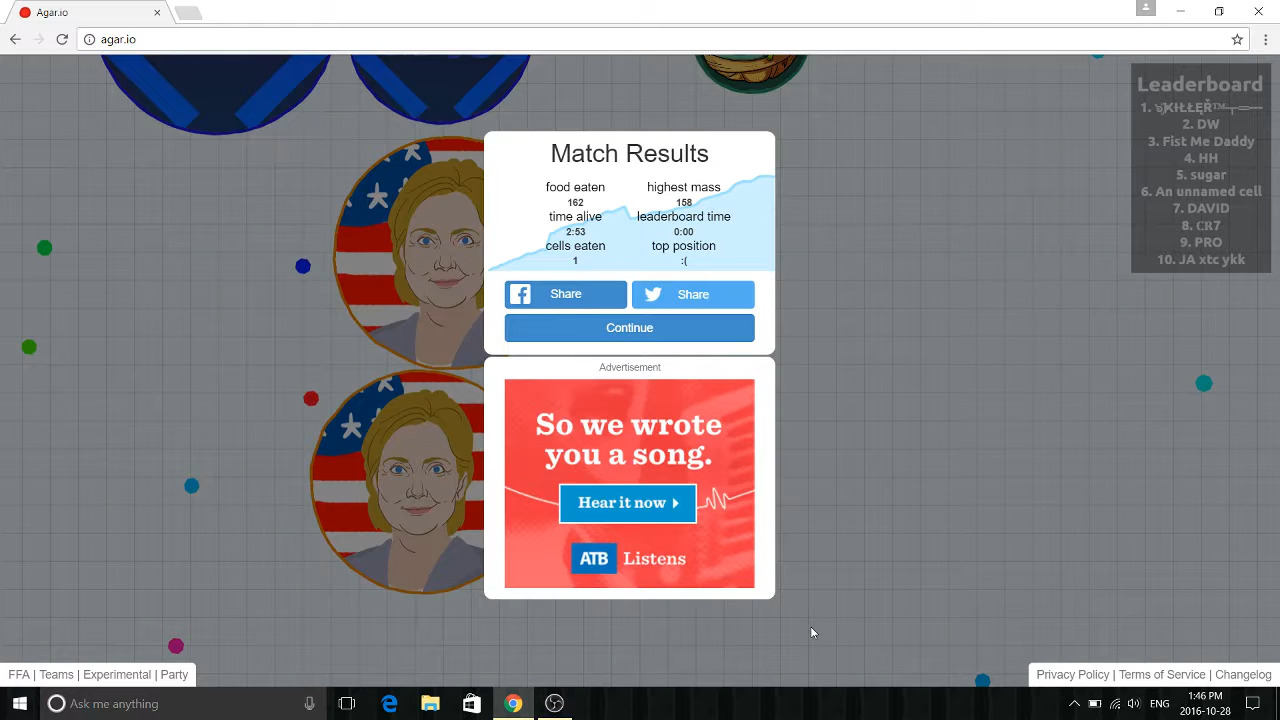 Agar.io
agar.io
Leaderboard
2. DW
3. Fist Me Daddy
4. HH
5. sugar
6. An unnamed cell
7. DAVID
8. CR7
9. PRO
10. JA xtc ykk
Match Results
food eaten
highest mass
162
158
time alive
leaderboard time
2:53
0:00
cells eaten
top position
1
:(
Share
Share
Continue
Advertisement
So we wrote
you a song.
Hear it now
ATB Listens
FFA | Teams | Experimental | Party
Privacy Policy | Terms of Service | Changelog
Ask me anything
ENG
1:46 PM
2016-10-28